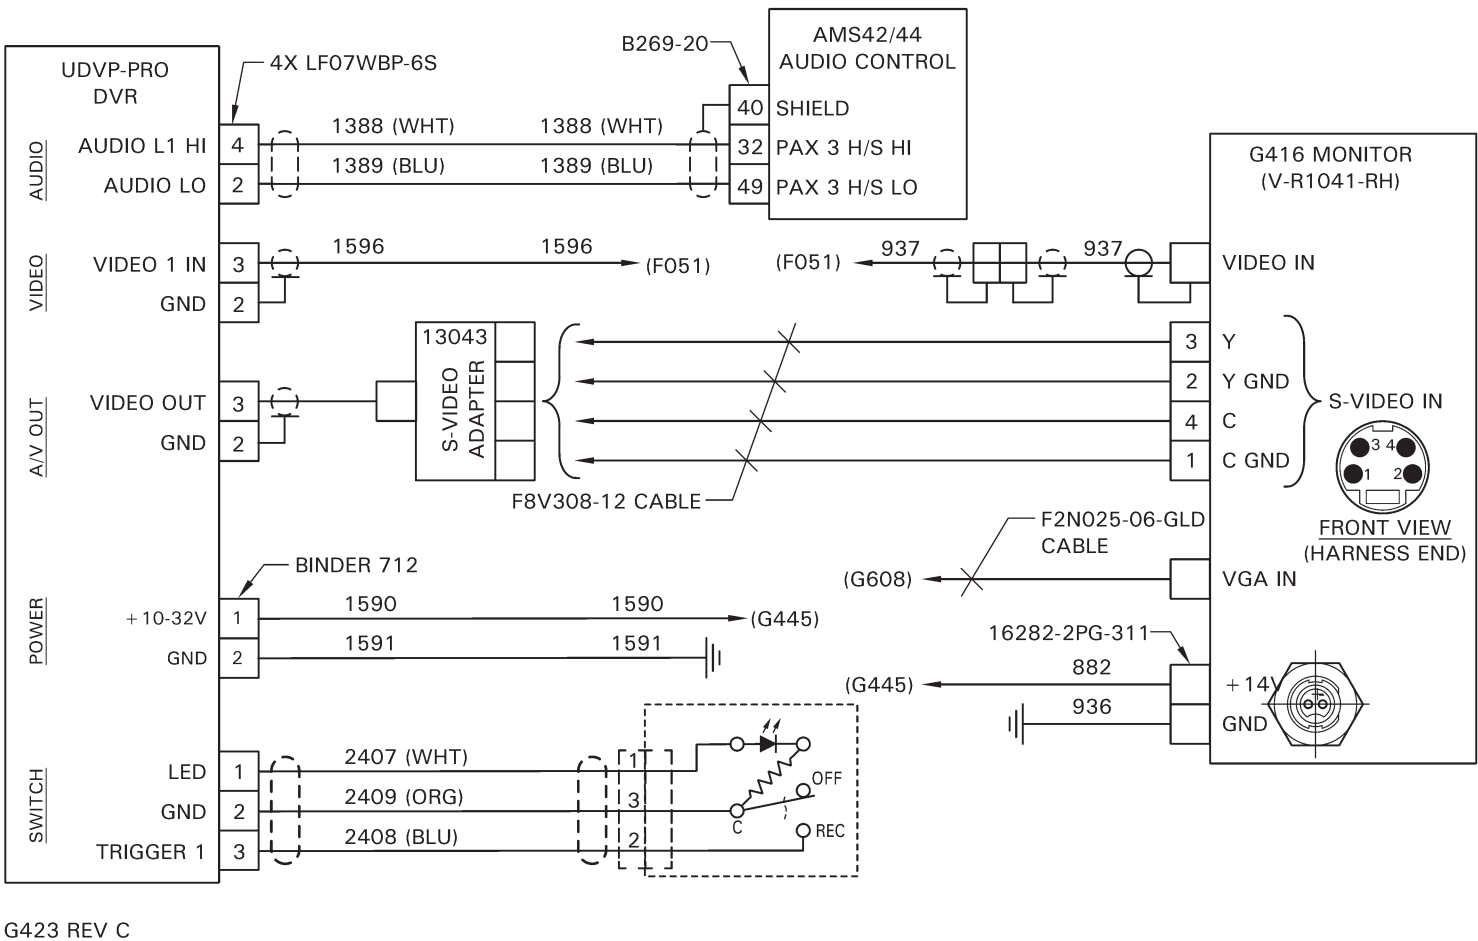 UDVP-PRO
DVR
4X LF07WBP-6S
AUDIO
AUDIO L1 HI
4
1388 (WHT)
1388 (WHT)
AUDIO LO
2
1389 (BLU)
1389 (BLU)
B269-20
AMS42/44
AUDIO CONTROL
40
SHIELD
32
PAX 3 H/S HI
49
PAX 3 H/S LO
VIDEO
VIDEO 1 IN
3
1596
1596
(F051)
GND
2
A/V OUT
VIDEO OUT
3
GND
2
13043
S-VIDEO
ADAPTER
F8V308-12 CABLE
G416 MONITOR
(V-R1041-RH)
(F051)
937
937
VIDEO IN
3
Y
2
Y GND
4
C
1
C GND
S-VIDEO IN
3
4
1
2
FRONT VIEW
(HARNESS END)
F2N025-06-GLD
CABLE
(G608)
VGA IN
16282-2PG-311
(G445)
882
+14V
936
GND
POWER
BINDER 712
+10-32V
1
1590
1590
(G445)
GND
2
1591
1591
SWITCH
LED
1
2407 (WHT)
1
GND
2
2409 (ORG)
3
TRIGGER 1
3
2408 (BLU)
2
OFF
C
REC
G423 REV C